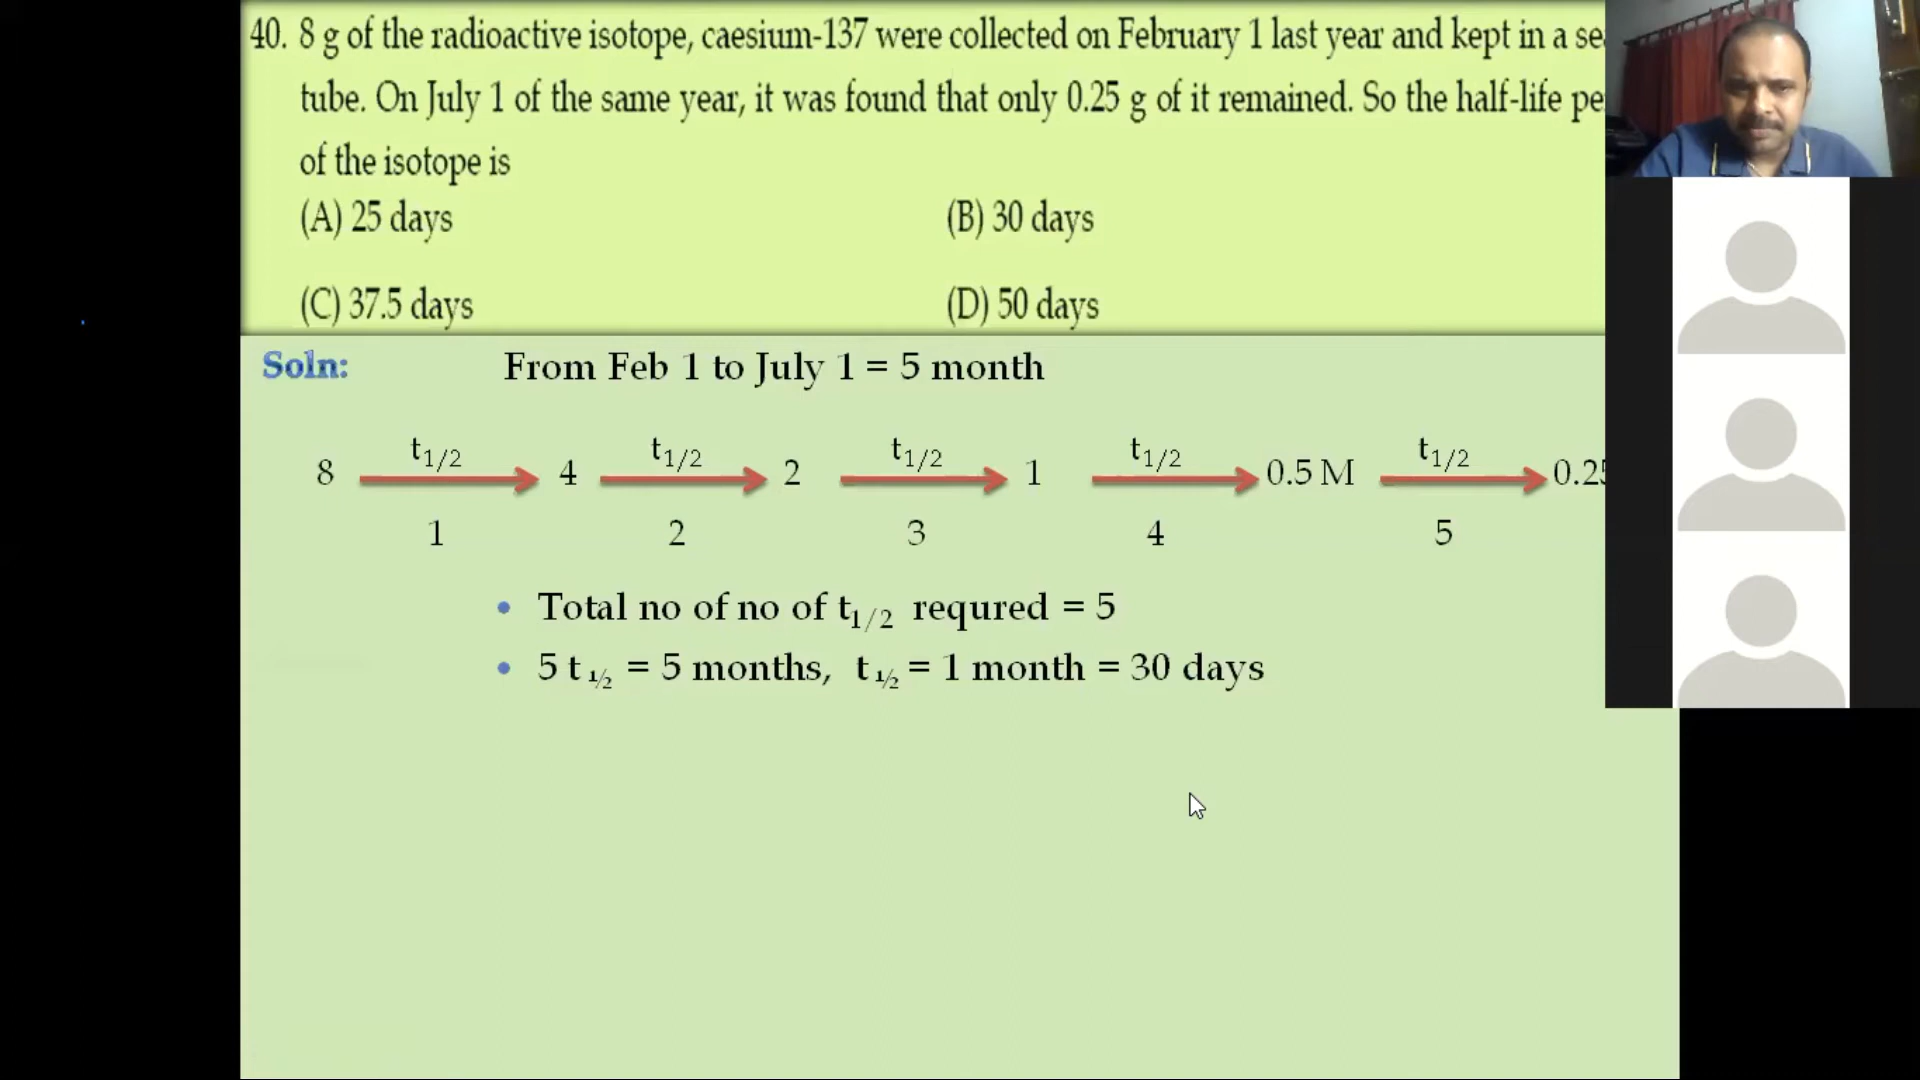 40. 8 g of the radioactive isotope, caesium-137 were collected on February 1 last year and kept in a
tube. On July 1 of the same year, it was found that only 0.25 g of it remained. So the half-life
of the isotope is
(A) 25 days (B) 30 days
(C) 37.5 days (D) 50 days
Soln: From Feb 1 to July 1 = 5 month
8 t1/2 4 t1/2 2 t1/2 1 t1/2 0.5 M t1/2 0.25
1 2 3 4 5
• Total no of no of t1/2 requred = 5
• 5 t ½ = 5 months, t ½ = 1 month = 30 days